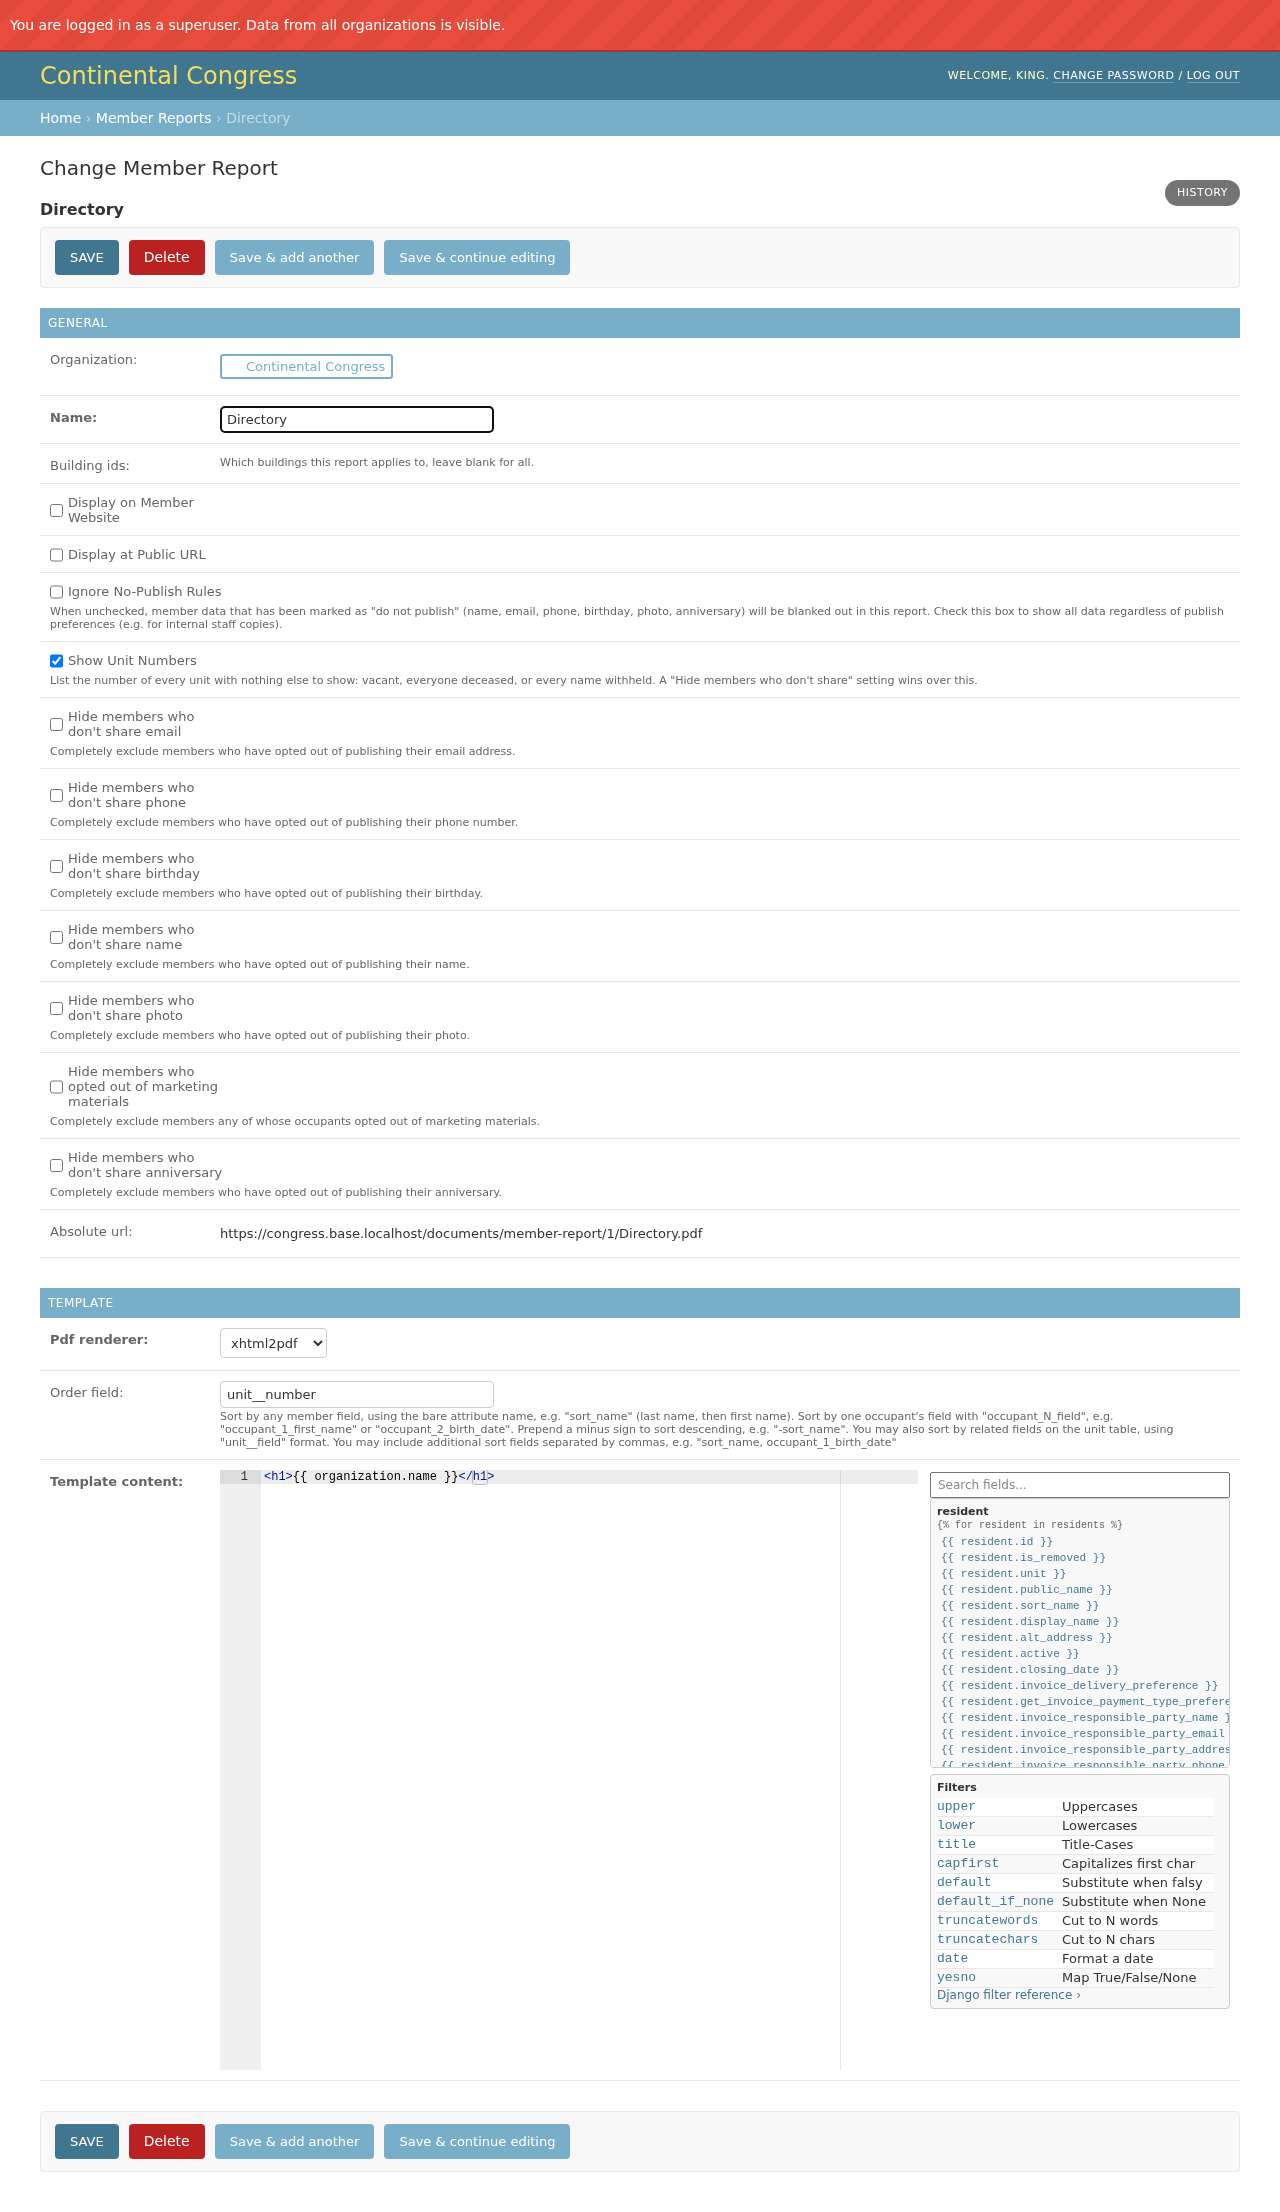 You are logged in as a superuser. Data from all organizations is visible.
Continental Congress
WELCOME, KING. CHANGE PASSWORD / LOG OUT
Home › Member Reports › Directory
Change Member Report
HISTORY
Directory
SAVE Delete Save & add another Save & continue editing
GENERAL
Organization: Continental Congress
Name: Directory
Building ids: Which buildings this report applies to, leave blank for all.
Display on Member
Website
Display at Public URL
Ignore No-Publish Rules
When unchecked, member data that has been marked as "do not publish" (name, email, phone, birthday, photo, anniversary) will be blanked out in this report. Check this box to show all data regardless of publish
preferences (e.g. for internal staff copies).
Show Unit Numbers
List the number of every unit with nothing else to show: vacant, everyone deceased, or every name withheld. A "Hide members who don't share" setting wins over this.
Hide members who
don't share email
Completely exclude members who have opted out of publishing their email address.
Hide members who
don't share phone
Completely exclude members who have opted out of publishing their phone number.
Hide members who
don't share birthday
Completely exclude members who have opted out of publishing their birthday.
Hide members who
don't share name
Completely exclude members who have opted out of publishing their name.
Hide members who
don't share photo
Completely exclude members who have opted out of publishing their photo.
Hide members who
opted out of marketing
materials
Completely exclude members any of whose occupants opted out of marketing materials.
Hide members who
don't share anniversary
Completely exclude members who have opted out of publishing their anniversary.
Absolute url: https://congress.base.localhost/documents/member-report/1/Directory.pdf
TEMPLATE
Pdf renderer: xhtml2pdf
Order field: unit__number
Sort by any member field, using the bare attribute name, e.g. "sort_name" (last name, then first name). Sort by one occupant's field with "occupant_N_field", e.g.
"occupant_1_first_name" or "occupant_2_birth_date". Prepend a minus sign to sort descending, e.g. "-sort_name". You may also sort by related fields on the unit table, using
"unit__field" format. You may include additional sort fields separated by commas, e.g. "sort_name, occupant_1_birth_date"
Template content:
1 <h1>{{ organization.name }}</h1>
Search fields...
resident
{% for resident in residents %}
{{ resident.id }}
{{ resident.is_removed }}
{{ resident.unit }}
{{ resident.public_name }}
{{ resident.sort_name }}
{{ resident.display_name }}
{{ resident.alt_address }}
{{ resident.active }}
{{ resident.closing_date }}
{{ resident.invoice_delivery_preference }}
{{ resident.get_invoice_payment_type_prefere
{{ resident.invoice_responsible_party_name }
{{ resident.invoice_responsible_party_email
{{ resident.invoice_responsible_party_addres
{{ resident.invoice_responsible_party_phone
Filters
upper Uppercases
lower Lowercases
title Title-Cases
capfirst Capitalizes first char
default Substitute when falsy
default_if_none Substitute when None
truncatewords Cut to N words
truncatechars Cut to N chars
date Format a date
yesno Map True/False/None
Django filter reference ›
SAVE Delete Save & add another Save & continue editing